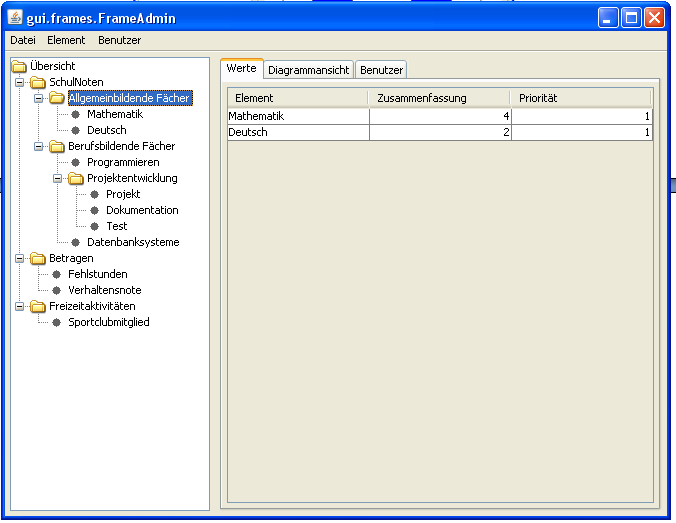 gui.frames.FrameAdmin
Datei Element Benutzer
Übersicht
SchulNoten
Allgemeinbildende Fächer
Mathematik
Deutsch
Berufsbildende Fächer
Programmieren
Projektentwicklung
Projekt
Dokumentation
Test
Datenbanksysteme
Betragen
Fehlstunden
Verhaltensnote
Freizeitaktivitäten
Sportclubmitglied
Werte Diagrammansicht Benutzer
Element Zusammenfassung Priorität
Mathematik 4 1
Deutsch 2 1